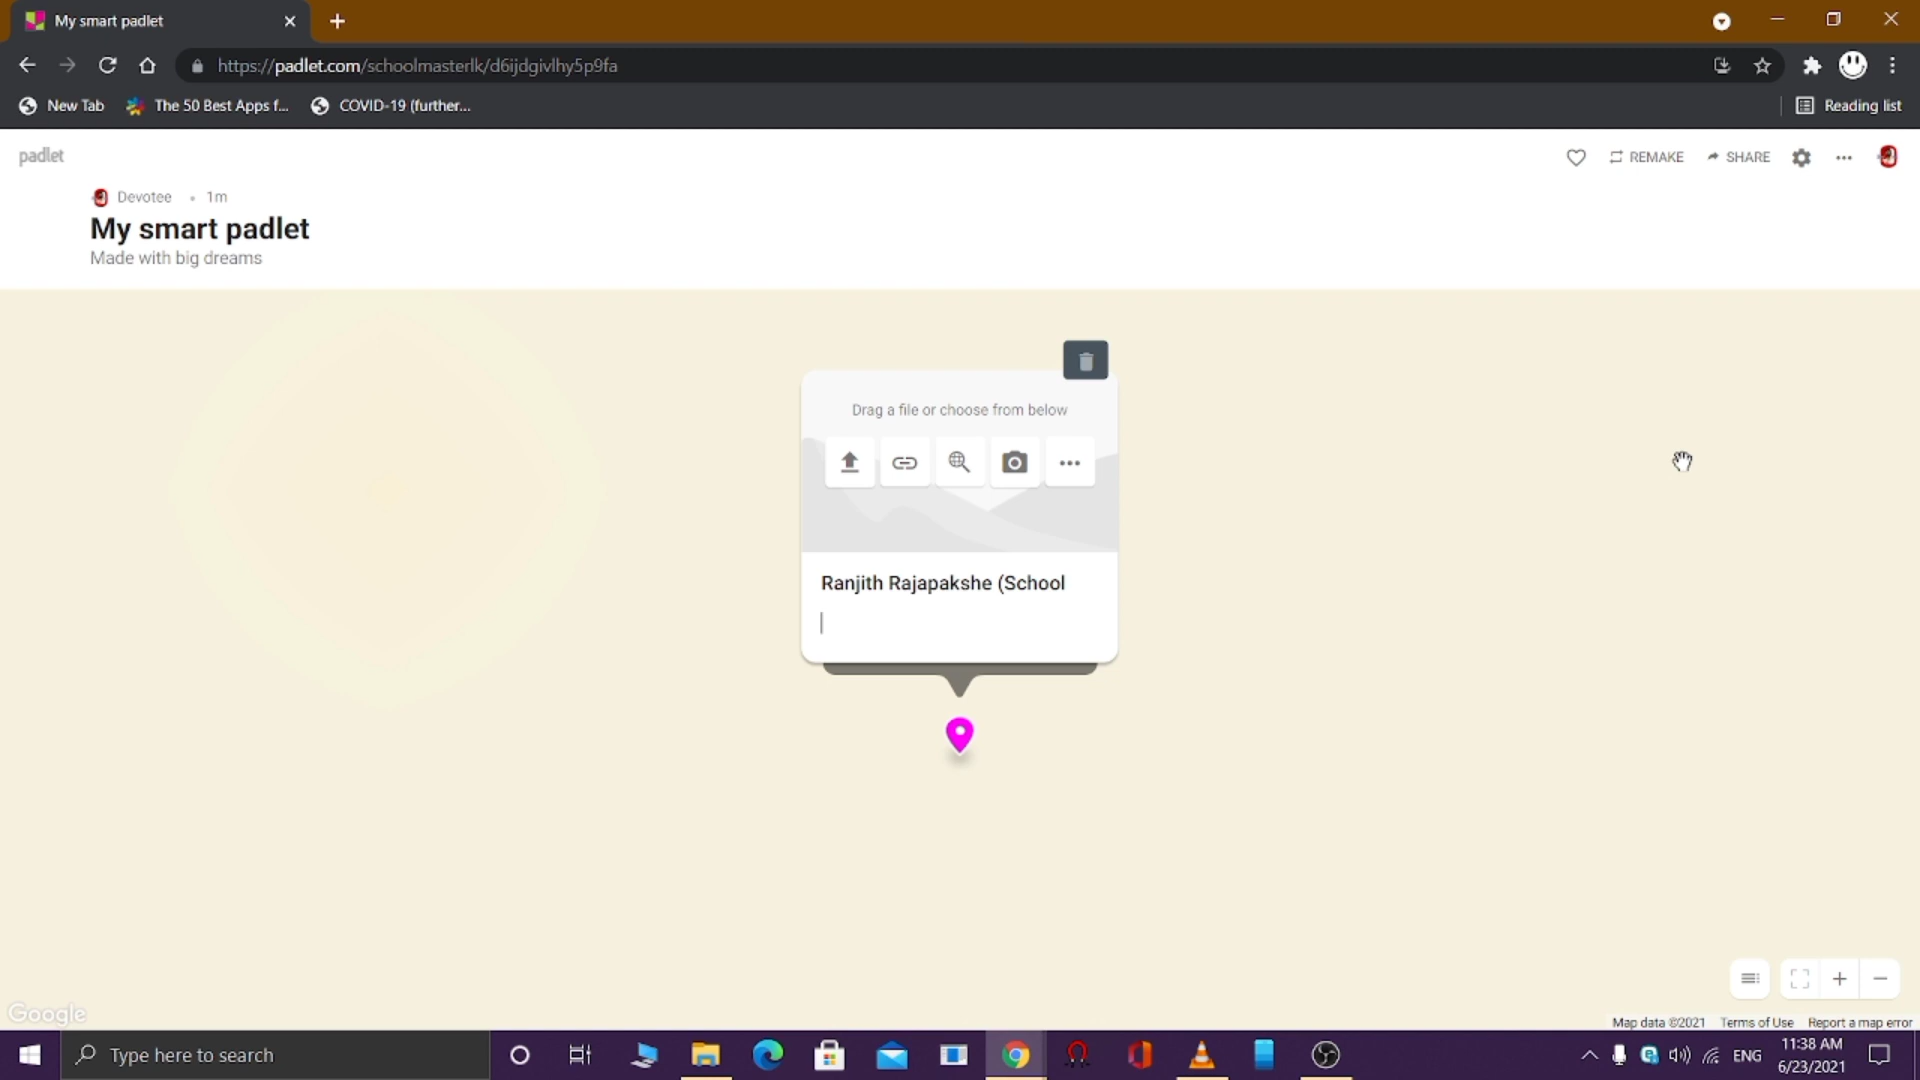 My smart padlet
https://padlet.com/schoolmasterlk/d6ijdgivlhy5p9fa
New Tab
The 50 Best Apps f...
COVID-19 (further...
Reading list
padlet
REMAKE
SHARE
Devotee • 1m
My smart padlet
Made with big dreams
Drag a file or choose from below
Ranjith Rajapakshe (School
Google
Map data ©2021 Terms of Use Report a map error
Type here to search
ENG
11:38 AM
6/23/2021